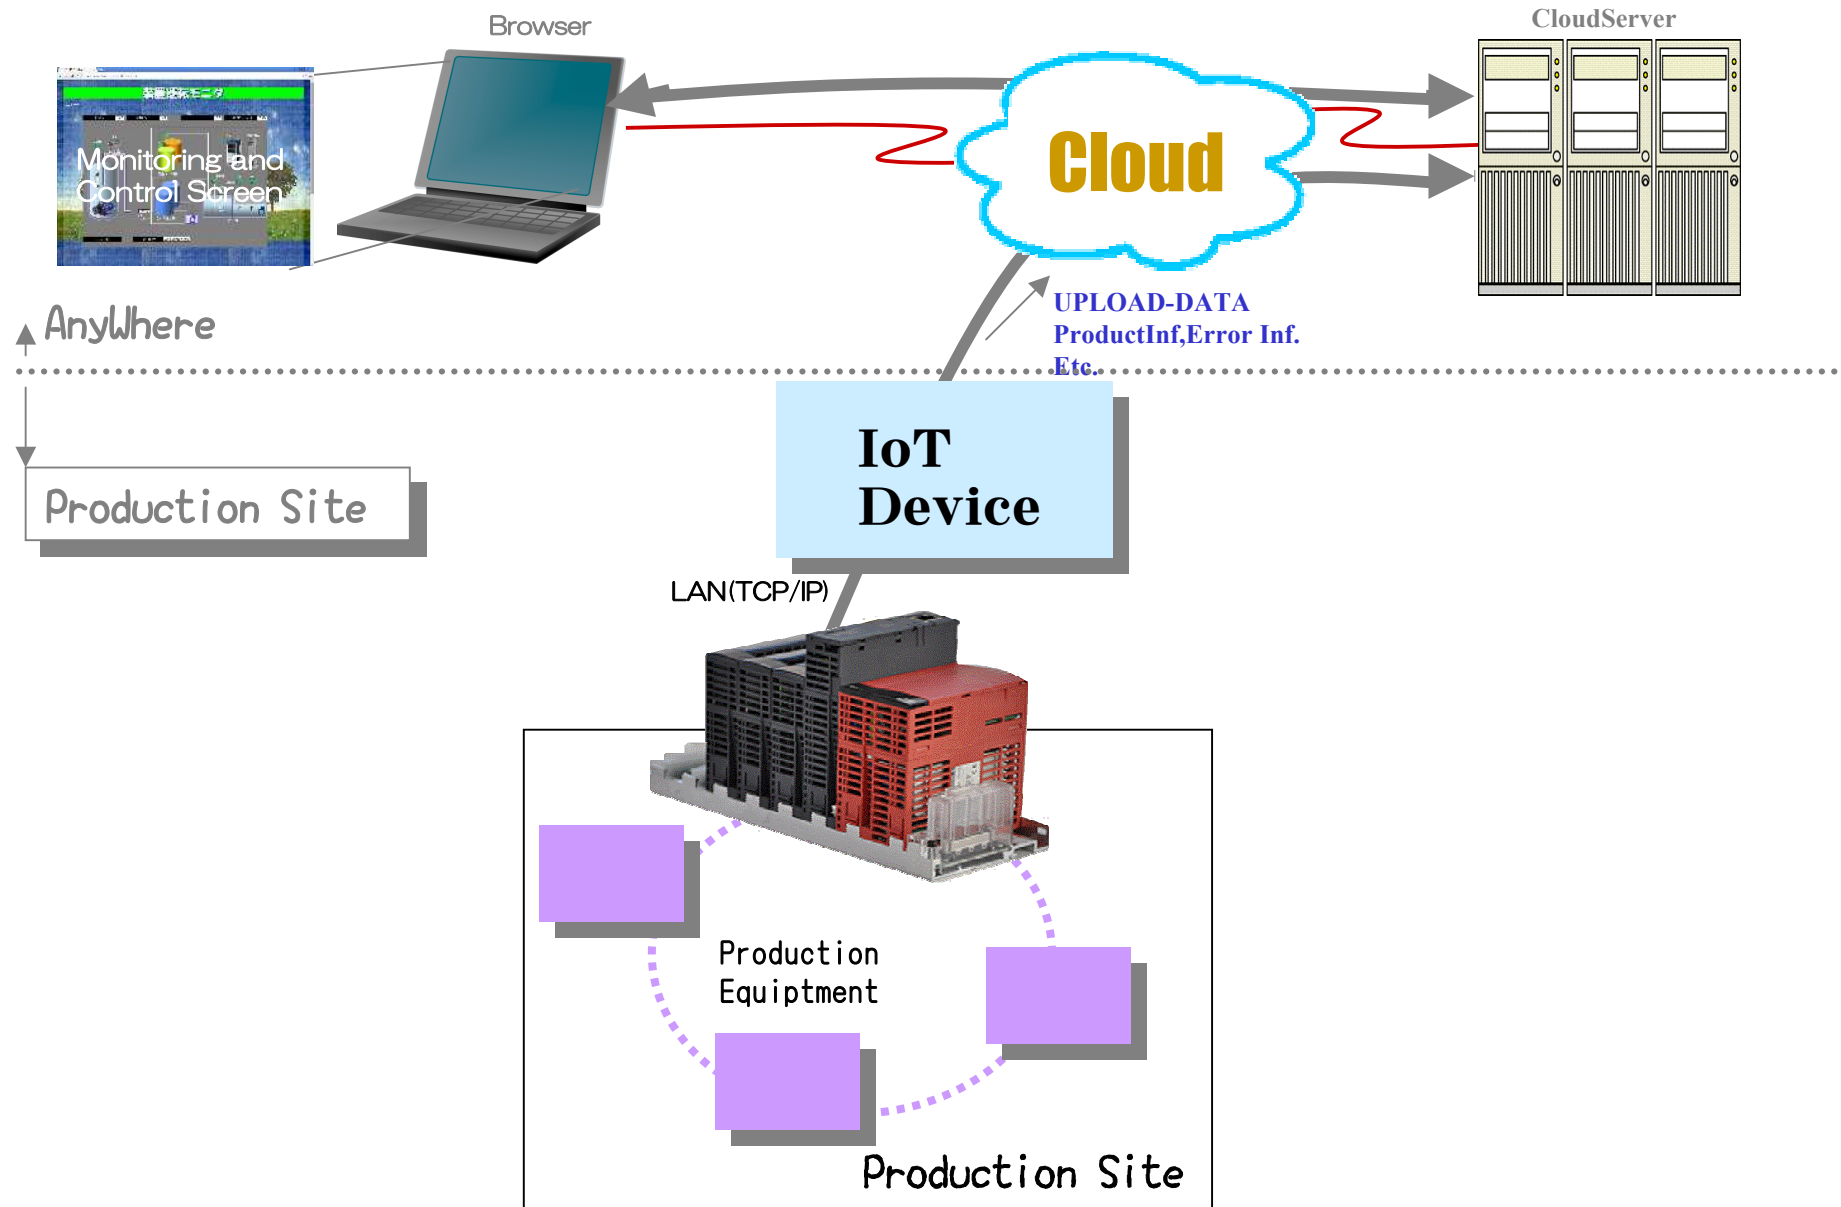 Browser
CloudServer
Monitoring and
Control Screen
Cloud
UPLOAD-DATA
ProductInf,Error Inf.
Etc.
AnyWhere
Production Site
IoT
Device
LAN(TCP/IP)
Production
Equiptment
Production Site